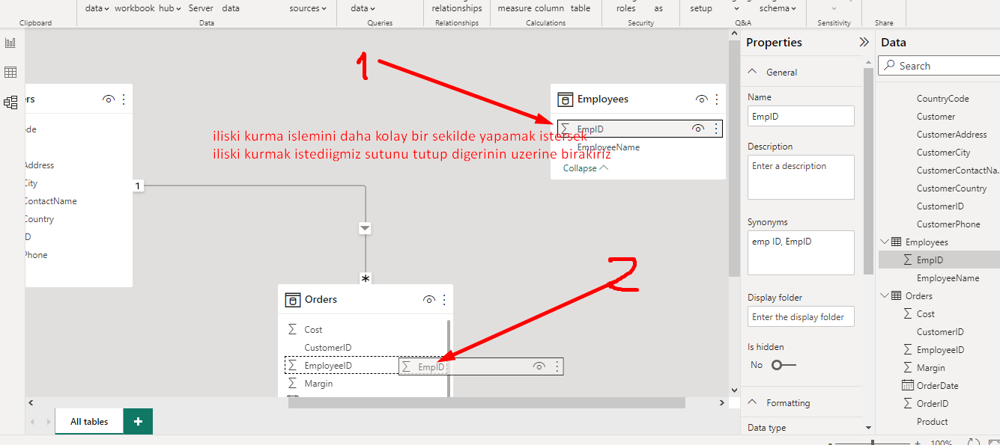 data workbook hub Server data sources data relationships measure column table roles as setup schema
Clipboard Data Queries Relationships Calculations Security Q&A Sensitivity Share
ers
ode
Address
City
ContactName
Country
D
Phone
1
*
1
iliski kurma islemini daha kolay bir sekilde yapamak istersek
iliski kurmak istediigmiz sutunu tutup digerinin uzerine birakiriz
Employees
Σ EmpID
EmployeeName
Collapse
2
Orders
Σ Cost
CustomerID
Σ EmployeeID
Σ EmpID
Σ Margin
All tables
+
Properties
General
Name
EmpID
Description
Enter a description
Synonyms
emp ID, EmpID
Display folder
Enter the display folder
Is hidden
No
Formatting
Data type
Data
Search
CountryCode
Customer
CustomerAddress
CustomerCity
CustomerContactNa...
CustomerCountry
CustomerID
CustomerPhone
Employees
Σ EmpID
EmployeeName
Orders
Σ Cost
CustomerID
Σ EmployeeID
Σ Margin
OrderDate
Σ OrderID
Product
- + 100%